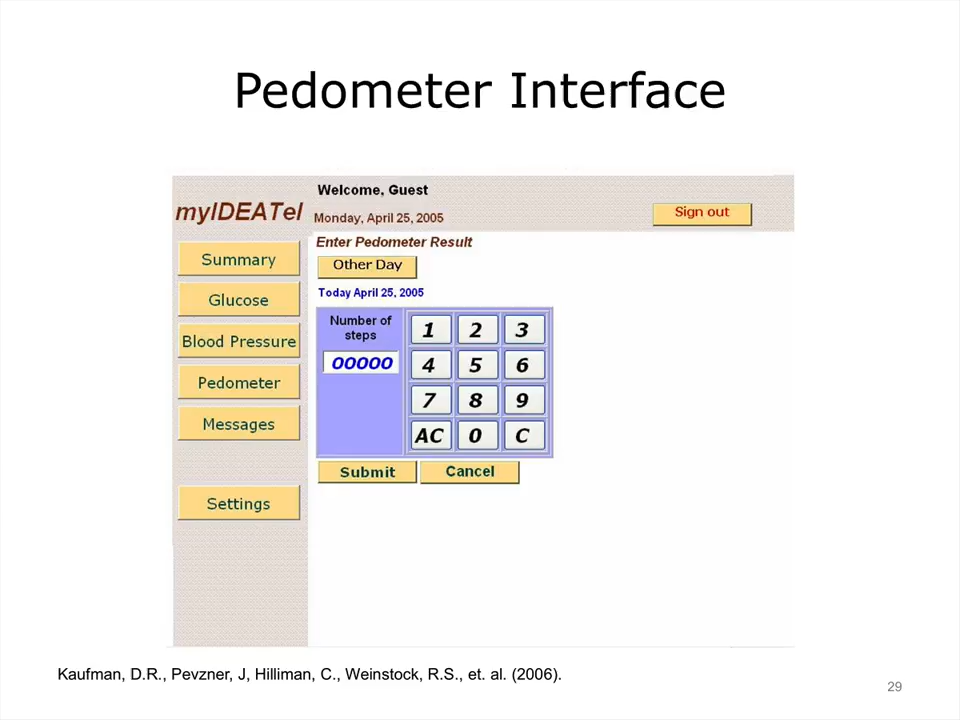 Pedometer Interface
myIDEATel
Welcome, Guest
Monday, April 25, 2005
Sign out
Summary
Glucose
Blood Pressure
Pedometer
Messages
Settings
Enter Pedometer Result
Other Day
Today April 25, 2005
Number of
steps
00000
1 2 3
4 5 6
7 8 9
AC 0 C
Submit Cancel
Kaufman, D.R., Pevzner, J, Hilliman, C., Weinstock, R.S., et. al. (2006).
29